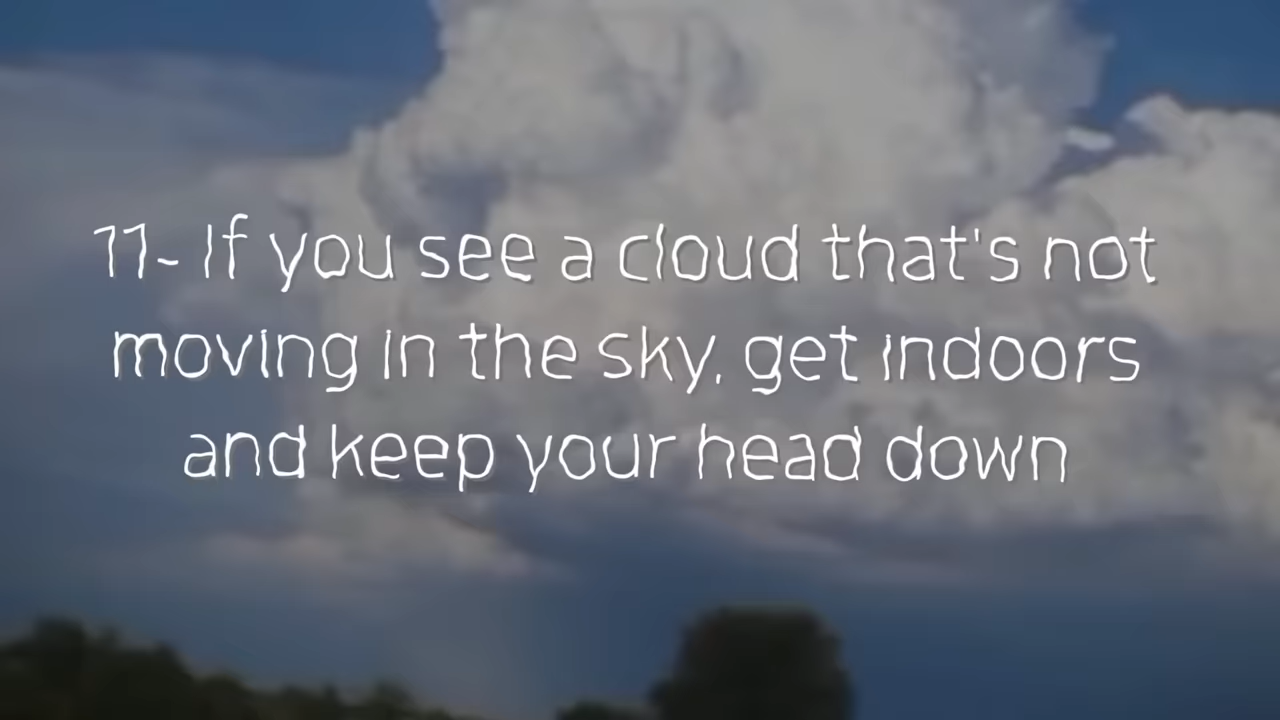 11- If you see a cloud that's not
moving in the sky, get indoors
and keep your head down